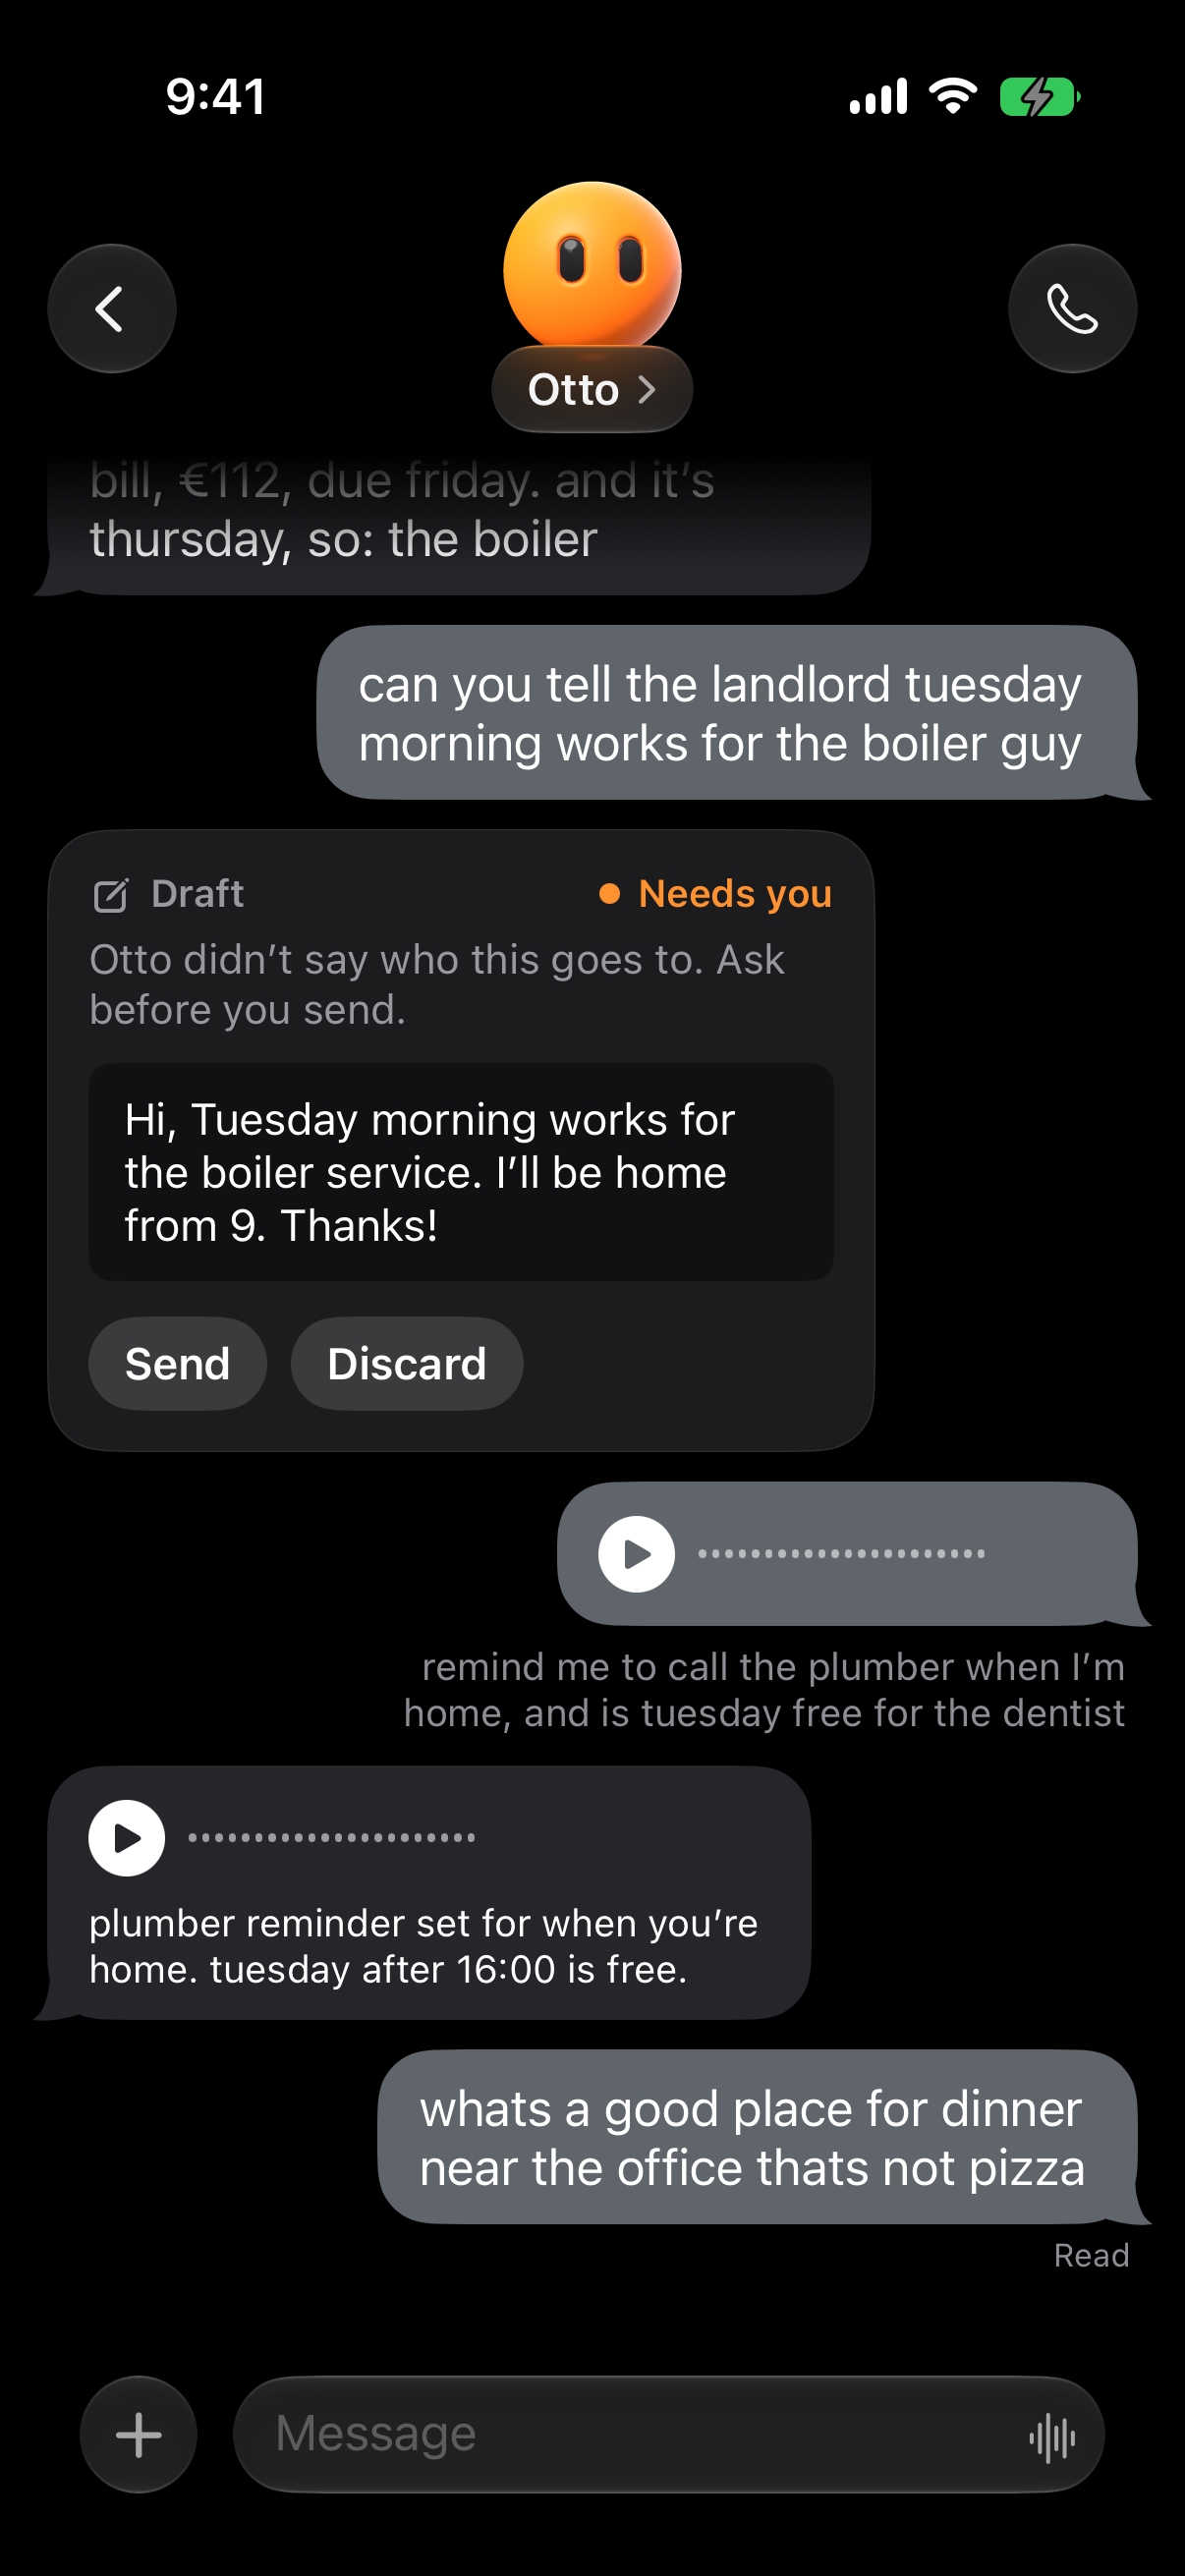 9:41
Otto
bill, €112, due friday. and it’s
thursday, so: the boiler
can you tell the landlord tuesday
morning works for the boiler guy
Draft
Needs you
Otto didn’t say who this goes to. Ask
before you send.
Hi, Tuesday morning works for
the boiler service. I’ll be home
from 9. Thanks!
Send
Discard
remind me to call the plumber when I’m
home, and is tuesday free for the dentist
plumber reminder set for when you’re
home. tuesday after 16:00 is free.
whats a good place for dinner
near the office thats not pizza
Read
Message